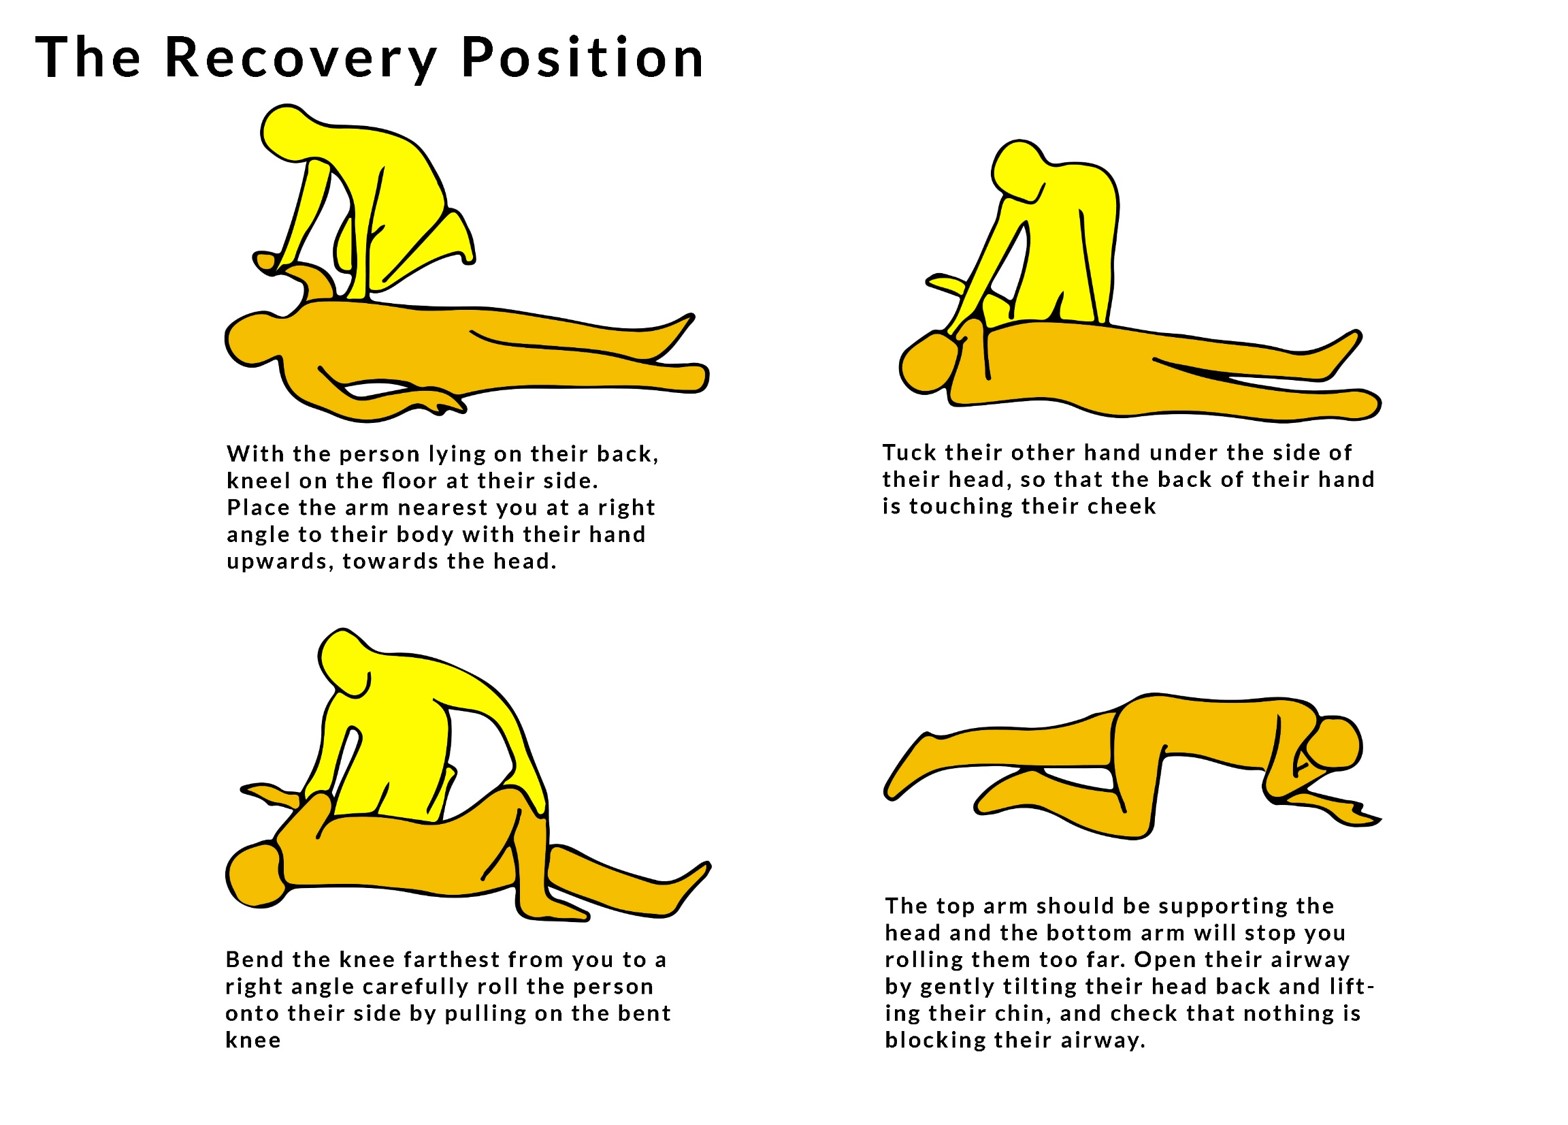 The Recovery Position
With the person lying on their back,
kneel on the floor at their side.
Place the arm nearest you at a right
angle to their body with their hand
upwards, towards the head.
Tuck their other hand under the side of
their head, so that the back of their hand
is touching their cheek
Bend the knee farthest from you to a
right angle carefully roll the person
onto their side by pulling on the bent
knee
The top arm should be supporting the
head and the bottom arm will stop you
rolling them too far. Open their airway
by gently tilting their head back and lift-
ing their chin, and check that nothing is
blocking their airway.